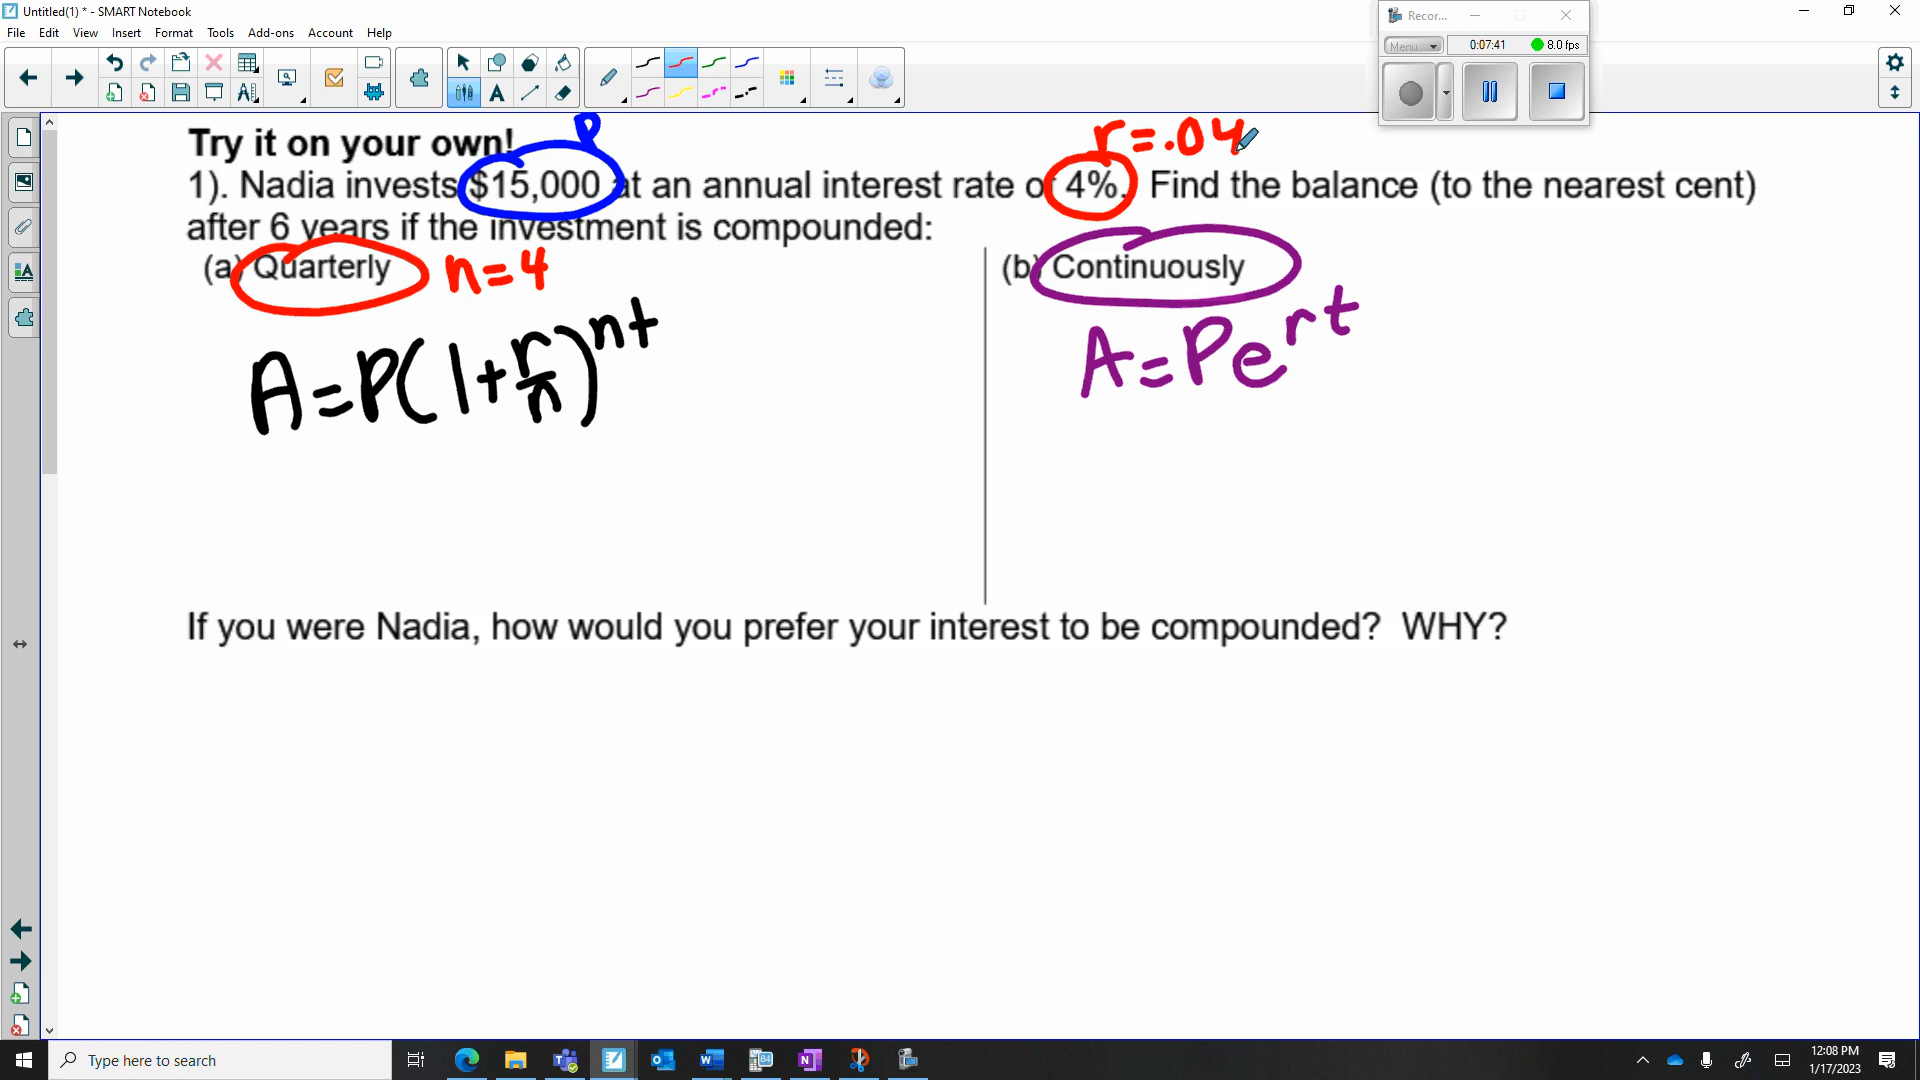 Untitled(1) * - SMART Notebook
File Edit View Insert Format Tools Add-ons Account Help
Recor...
Menu 0:07:41 8.0 fps
P
r=.04
Try it on your own!
1). Nadia invests $15,000 at an annual interest rate of 4%. Find the balance (to the nearest cent)
after 6 years if the investment is compounded:
(a) Quarterly n=4
(b) Continuously
A=P(1+r/n)^nt
A=Pe^rt
If you were Nadia, how would you prefer your interest to be compounded? WHY?
Type here to search
12:08 PM
1/17/2023